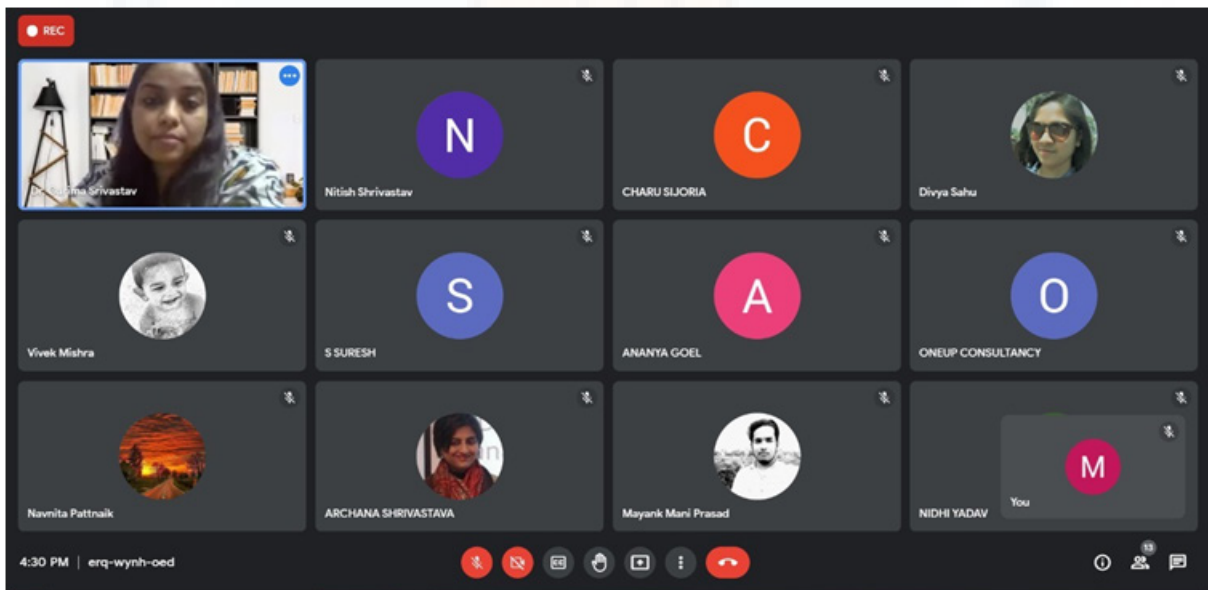 REC
Srivastav
N
Nitish Shrivastav
C
CHARU SIJORIA
Divya Sahu
Vivek Mishra
S
S SURESH
A
ANANYA GOEL
O
ONEUP CONSULTANCY
Navnita Pattnaik
ARCHANA SHRIVASTAVA
Mayank Mani Prasad
NIDHI YADAV
M
You
4:30 PM | erq-wynh-oed
CC
13